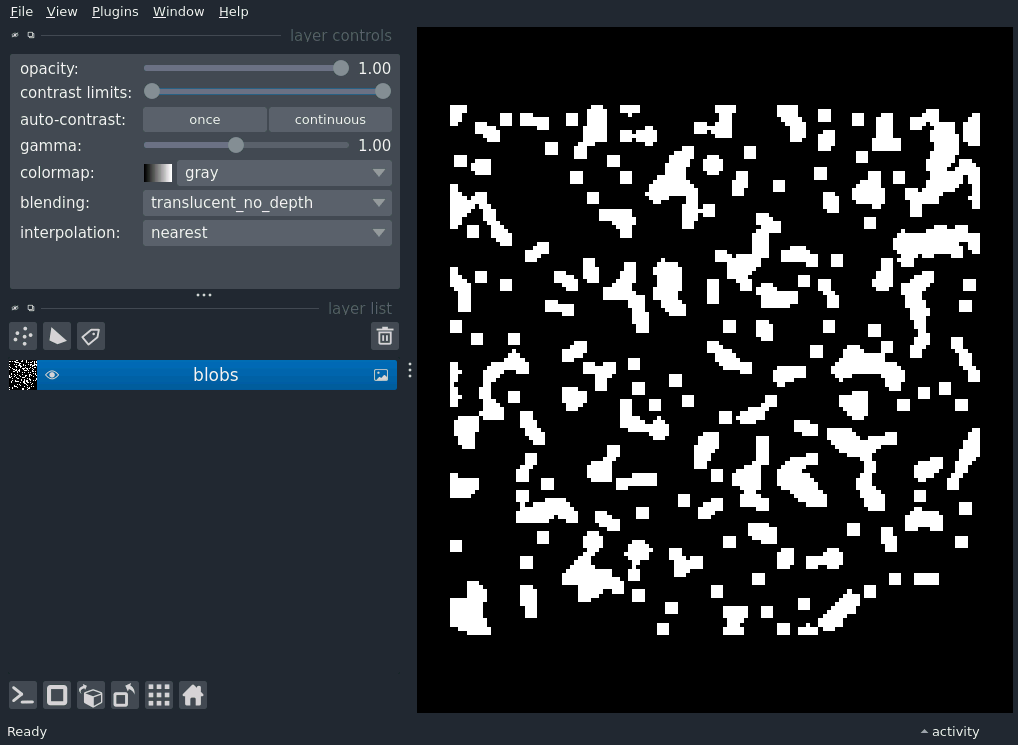 File View Plugins Window Help
layer controls
opacity: 1.00
contrast limits:
auto-contrast: once continuous
gamma: 1.00
colormap: gray
blending: translucent_no_depth
interpolation: nearest
layer list
blobs
Ready activity